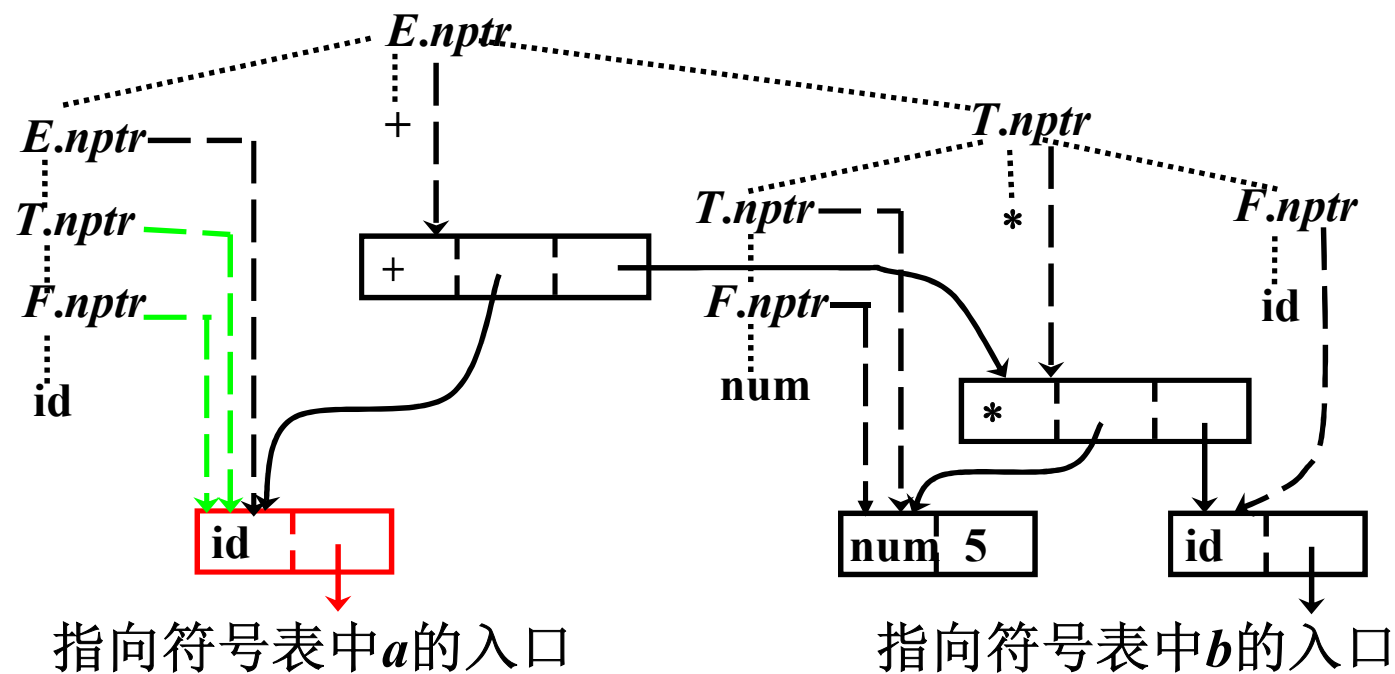 E.nptr
+
E.nptr
T.nptr
T.nptr
T.nptr
*
F.nptr
+
F.nptr
F.nptr
id
id
num
*
id
num 5
id
指向符号表中a的入口
指向符号表中b的入口